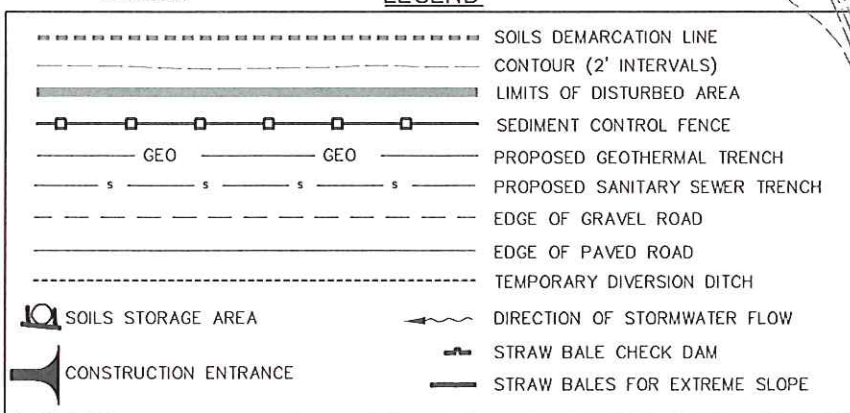 LEGEND
SOILS DEMARCATION LINE
CONTOUR (2' INTERVALS)
LIMITS OF DISTURBED AREA
SEDIMENT CONTROL FENCE
GEO GEO PROPOSED GEOTHERMAL TRENCH
s s s s PROPOSED SANITARY SEWER TRENCH
EDGE OF GRAVEL ROAD
EDGE OF PAVED ROAD
TEMPORARY DIVERSION DITCH
SOILS STORAGE AREA
DIRECTION OF STORMWATER FLOW
STRAW BALE CHECK DAM
CONSTRUCTION ENTRANCE
STRAW BALES FOR EXTREME SLOPE